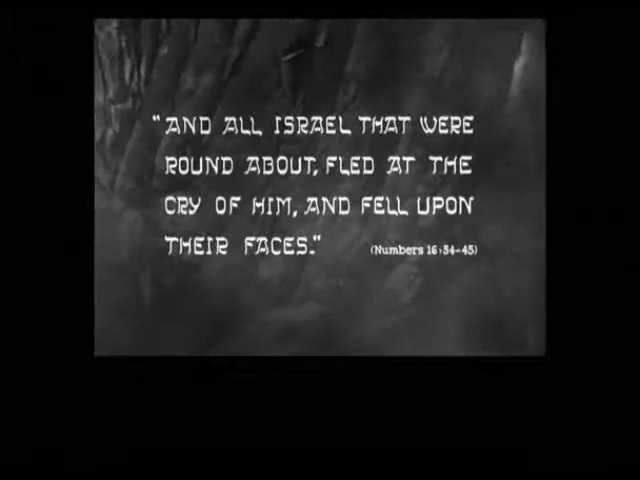 "AND ALL ISRAEL THAT WERE
ROUND ABOUT, FLED AT THE
CRY OF HIM, AND FELL UPON
THEIR FACES."
(Numbers 16:34-45)